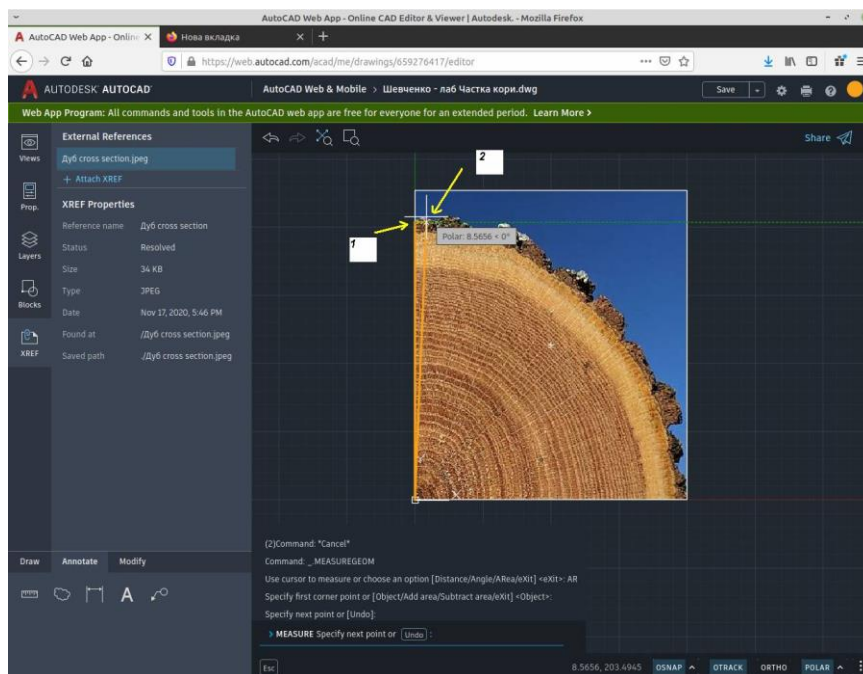 AutoCAD Web App - Online CAD Editor & Viewer | Autodesk. - Mozilla Firefox
AutoCAD Web App - Online
Нова вкладка
https://web.autocad.com/acad/me/drawings/659276417/editor
AUTODESK® AUTOCAD®
AutoCAD Web & Mobile > Шевченко - лаб Частка кори.dwg
Save
Web App Program: All commands and tools in the AutoCAD web app are free for everyone for an extended period. Learn More >
Views
Prop.
Layers
Blocks
XREF
External References
Дуб cross section.jpeg
+ Attach XREF
XREF Properties
Reference name Дуб cross section
Status Resolved
Size 34 KB
Type JPEG
Date Nov 17, 2020, 5:46 PM
Found at /Дуб cross section.jpeg
Saved path ./Дуб cross section.jpeg
Share
2
1
Polar: 8.5656 < 0°
Draw Annotate Modify
A
(2)Command: *Cancel*
Command: _.MEASUREGEOM
Use cursor to measure or choose an option [Distance/Angle/ARea/eXit] <eXit>: AR
Specify first corner point or [Object/Add area/Subtract area/eXit] <Object>:
Specify next point or [Undo]:
> MEASURE Specify next point or Undo :
Esc
8.5656, 203.4945 OSNAP OTRACK ORTHO POLAR